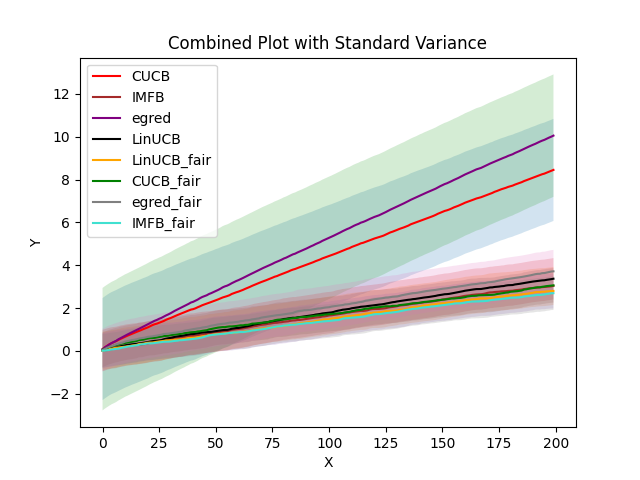 Combined Plot with Standard Variance
CUCB
IMFB
egred
LinUCB
LinUCB_fair
CUCB_fair
egred_fair
IMFB_fair
12
10
8
6
4
2
0
−2
Y
0 25 50 75 100 125 150 175 200
X